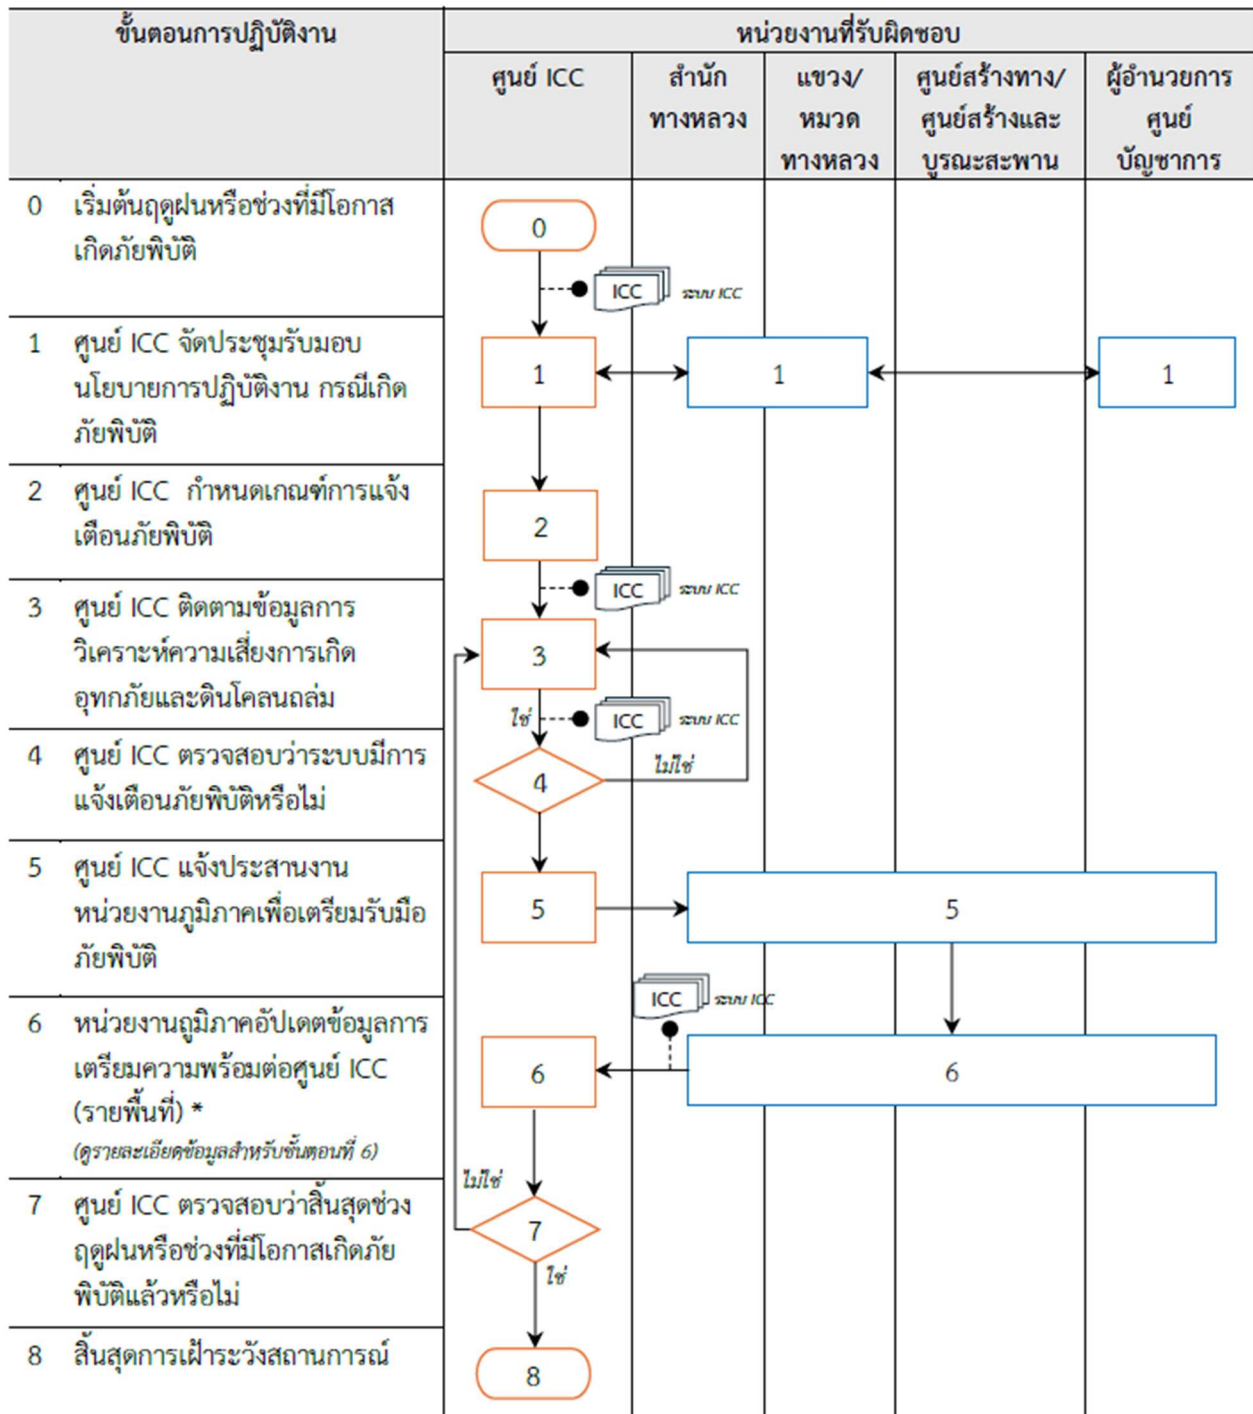 ขั้นตอนการปฏิบัติงาน
หน่วยงานที่รับผิดชอบ
ศูนย์ ICC
สำนัก
ทางหลวง
แขวง/
หมวด
ทางหลวง
ศูนย์สร้างทาง/
ศูนย์สร้างและ
บูรณะสะพาน
ผู้อำนวยการ
ศูนย์
บัญชาการ
0 เริ่มต้นฤดูฝนหรือช่วงที่มีโอกาส
เกิดภัยพิบัติ
0
ICC ระบบ ICC
1 ศูนย์ ICC จัดประชุมรับมอบ
นโยบายการปฏิบัติงาน กรณีเกิด
ภัยพิบัติ
1 1 1
2 ศูนย์ ICC กำหนดเกณฑ์การแจ้ง
เตือนภัยพิบัติ
2
ICC ระบบ ICC
3 ศูนย์ ICC ติดตามข้อมูลการ
วิเคราะห์ความเสี่ยงการเกิด
อุทกภัยและดินโคลนถล่ม
3
ใช่ ICC ระบบ ICC
4 ศูนย์ ICC ตรวจสอบว่าระบบมีการ
แจ้งเตือนภัยพิบัติหรือไม่
4 ไม่ใช่
5 ศูนย์ ICC แจ้งประสานงาน
หน่วยงานภูมิภาคเพื่อเตรียมรับมือ
ภัยพิบัติ
5 5
ICC ระบบ ICC
6 หน่วยงานภูมิภาคอัปเดตข้อมูลการ
เตรียมความพร้อมต่อศูนย์ ICC
(รายพื้นที่) *
(ดูรายละเอียดข้อมูลสำหรับขั้นตอนที่ 6)
6 6
7 ศูนย์ ICC ตรวจสอบว่าสิ้นสุดช่วง
ฤดูฝนหรือช่วงที่มีโอกาสเกิดภัย
พิบัติแล้วหรือไม่
ไม่ใช่
7
ใช่
8 สิ้นสุดการเฝ้าระวังสถานการณ์
8